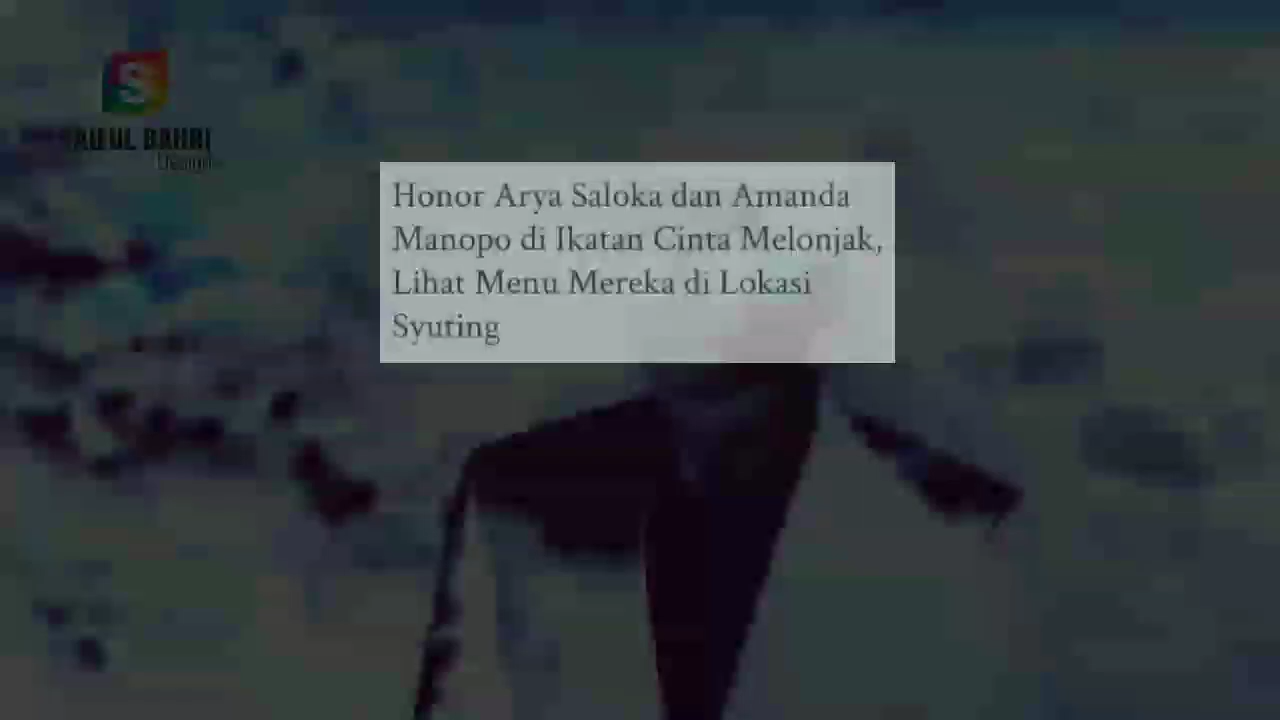 S
Honor Arya Saloka dan Amanda
Manopo di Ikatan Cinta Melonjak,
Lihat Menu Mereka di Lokasi
Syuting